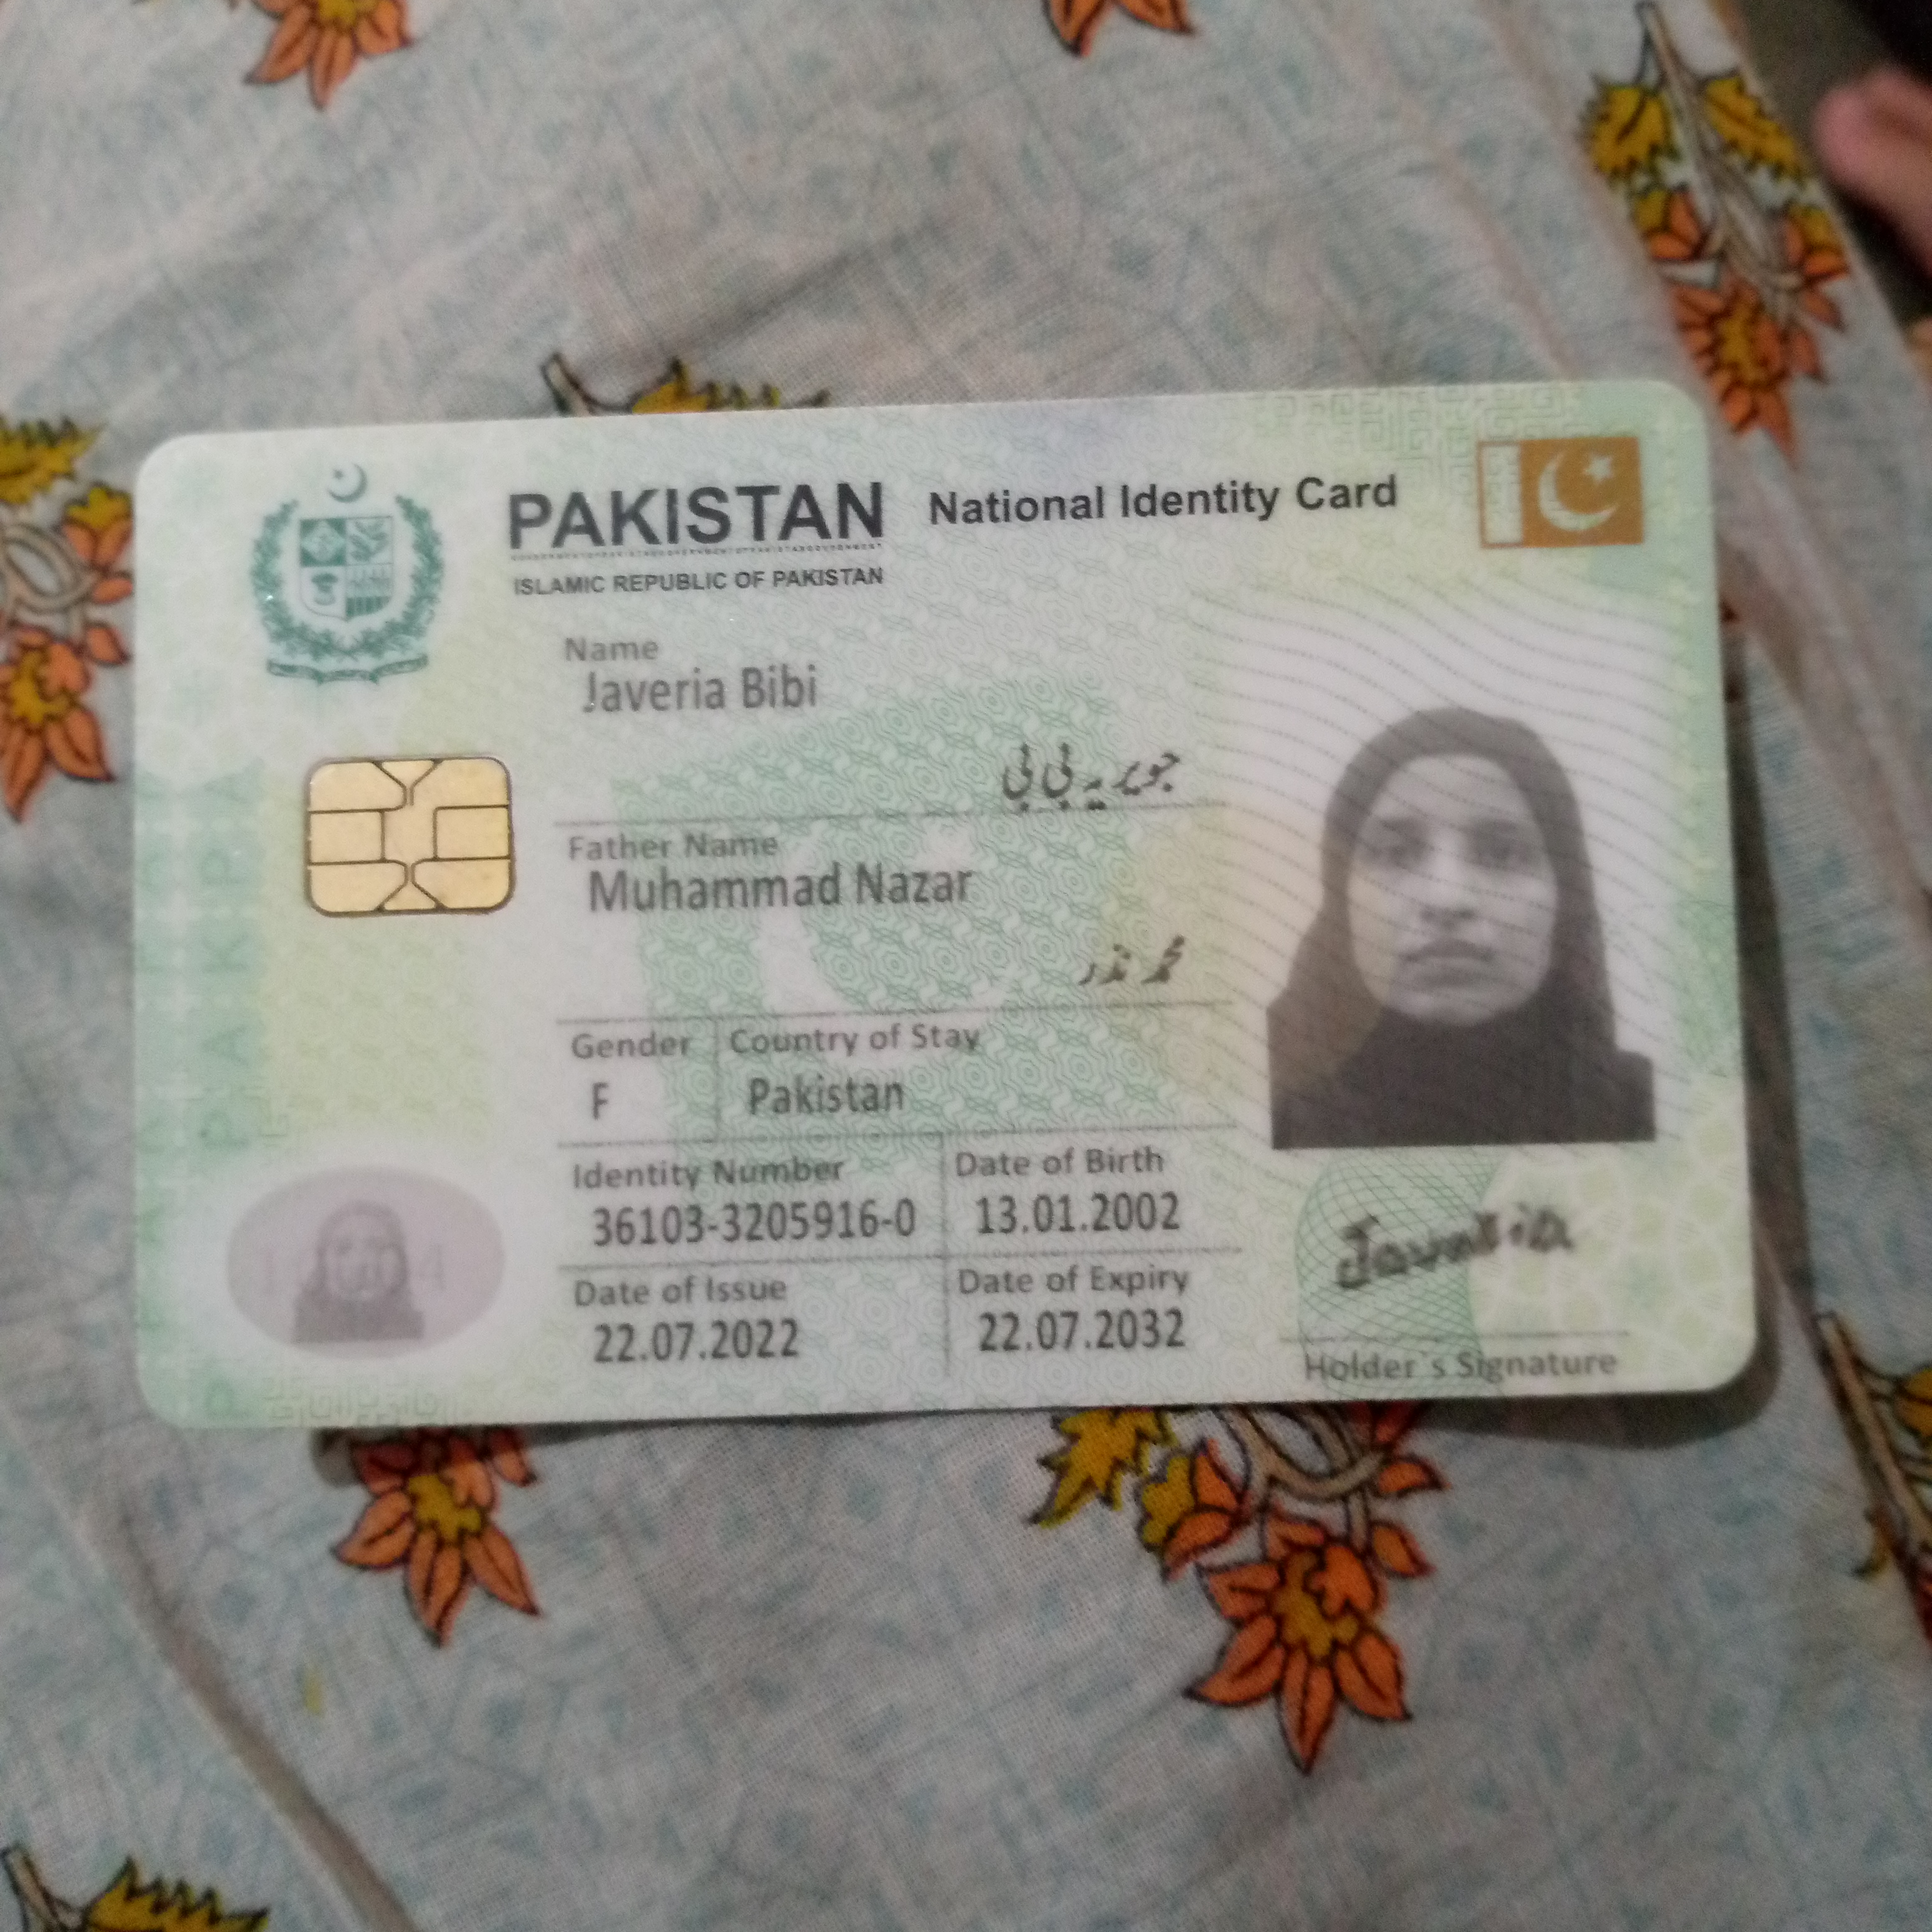 PAKISTAN National Identity Card
ISLAMIC REPUBLIC OF PAKISTAN
Name
Javeria Bibi
جویریہ بی بی
Father Name
Muhammad Nazar
محمد نذر
Gender Country of Stay
F Pakistan
Identity Number Date of Birth
36103-3205916-0 13.01.2002
Date of Issue Date of Expiry
22.07.2022 22.07.2032
Javeria
Holder's Signature